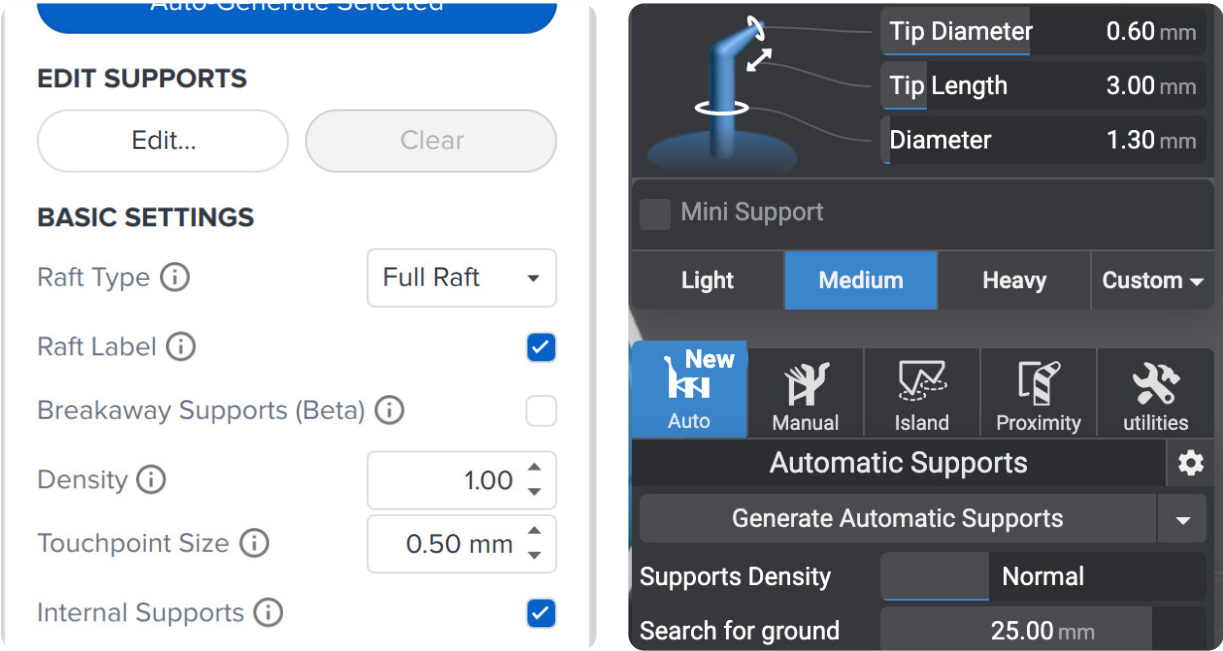 Auto-Generate Selected
EDIT SUPPORTS
Edit...
Clear
BASIC SETTINGS
Raft Type
Full Raft
Raft Label
Breakaway Supports (Beta)
Density
1.00
Touchpoint Size
0.50 mm
Internal Supports
Tip Diameter
0.60 mm
Tip Length
3.00 mm
Diameter
1.30 mm
Mini Support
Light
Medium
Heavy
Custom
New
Auto
Manual
Island
Proximity
utilities
Automatic Supports
Generate Automatic Supports
Supports Density
Normal
Search for ground
25.00 mm